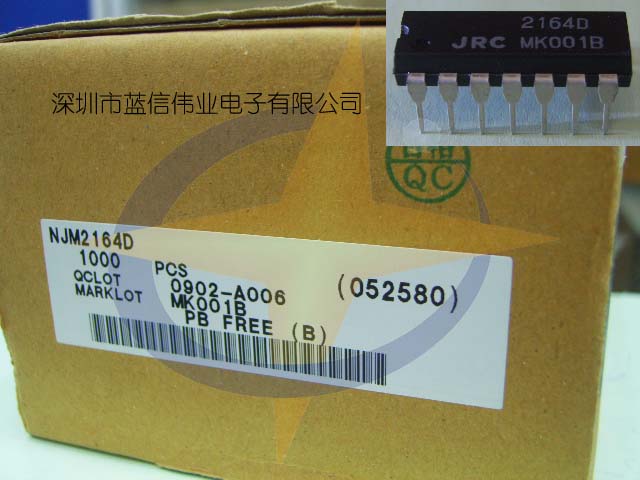 2164D
JRC MK001B
深圳市蓝信伟业电子有限公司
QC
NJM2164D
1000 PCS
QCLOT 0902-A006 (052580)
MARKLOT MK001B
PB FREE (B)